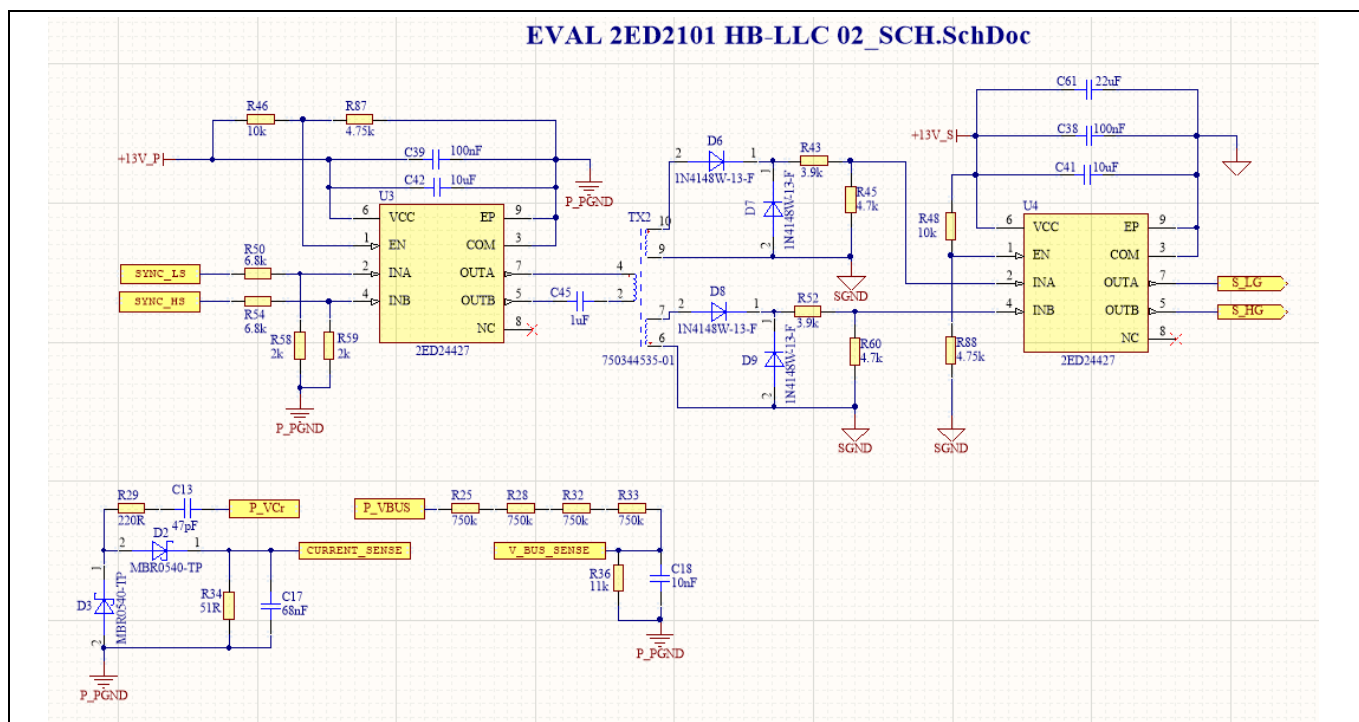 EVAL 2ED2101 HB-LLC 02_SCH.SchDoc
R46
10k
R87
4.75k
+13V_P
C39
100nF
C42
10uF
P_PGND
U3
6
VCC
EP
9
1
EN
COM
3
2
INA
OUTA
7
4
INB
OUTB
5
NC
8
2ED24427
SYNC_LS
R50
6.8k
SYNC_HS
R54
6.8k
R58
2k
R59
2k
P_PGND
C45
1uF
TX2
10
9
4
2
7
6
750344535-01
2
D6
1
1N4148W-13-F
1
D7
2
1N4148W-13-F
R43
3.9k
R45
4.7k
SGND
2
D8
1
1N4148W-13-F
1
D9
2
1N4148W-13-F
R52
3.9k
R60
4.7k
SGND
C61
22uF
+13V_S
C38
100nF
C41
10uF
R48
10k
R88
4.75k
SGND
U4
6
VCC
EP
9
1
EN
COM
3
2
INA
OUTA
7
4
INB
OUTB
5
NC
8
2ED24427
S_LG
S_HG
R29
220R
C13
47pF
P_VCr
2
D2
1
MBR0540-TP
CURRENT_SENSE
1
D3
2
MBR0540-TP
R34
51R
C17
68nF
P_PGND
P_VBUS
R25
750k
R28
750k
R32
750k
R33
750k
V_BUS_SENSE
R36
11k
C18
10nF
P_PGND